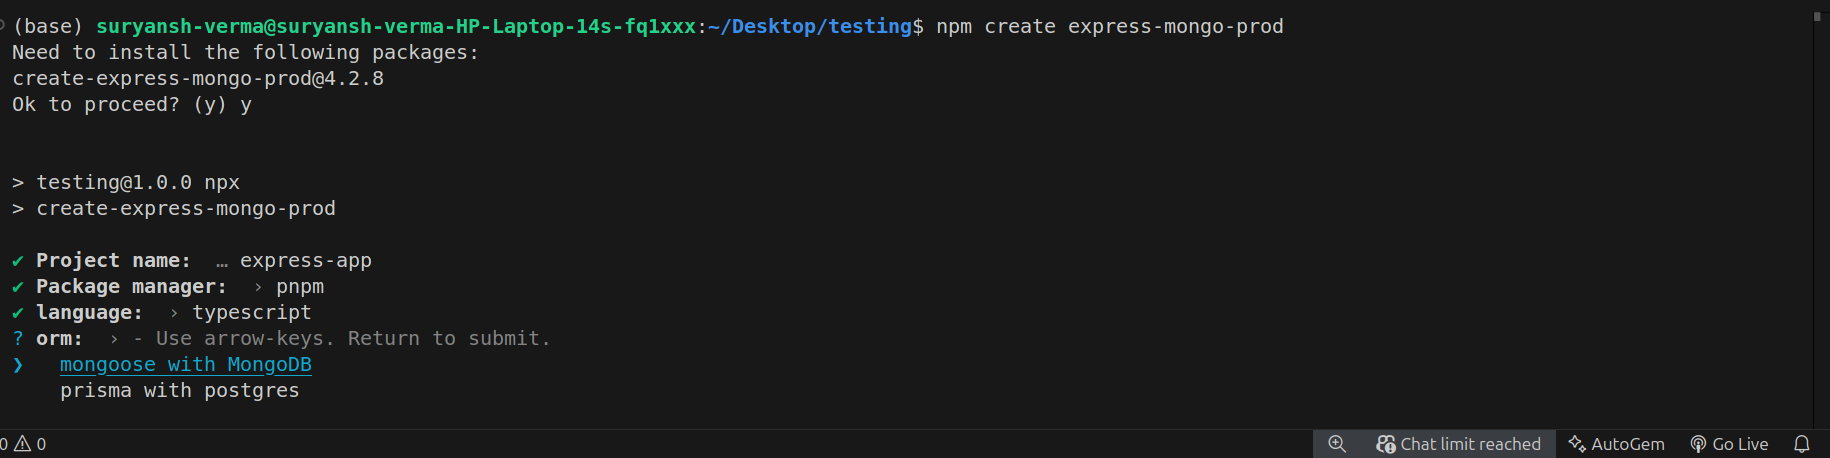 (base) suryansh-verma@suryansh-verma-HP-Laptop-14s-fq1xxx:~/Desktop/testing$ npm create express-mongo-prod
Need to install the following packages:
create-express-mongo-prod@4.2.8
Ok to proceed? (y) y
> testing@1.0.0 npx
> create-express-mongo-prod
✔ Project name:  … express-app
✔ Package manager:  › pnpm
✔ language:  › typescript
? orm:  › - Use arrow-keys. Return to submit.
❯   mongoose with MongoDB
    prisma with postgres
0 ⚠ 0 Chat limit reached AutoGem Go Live